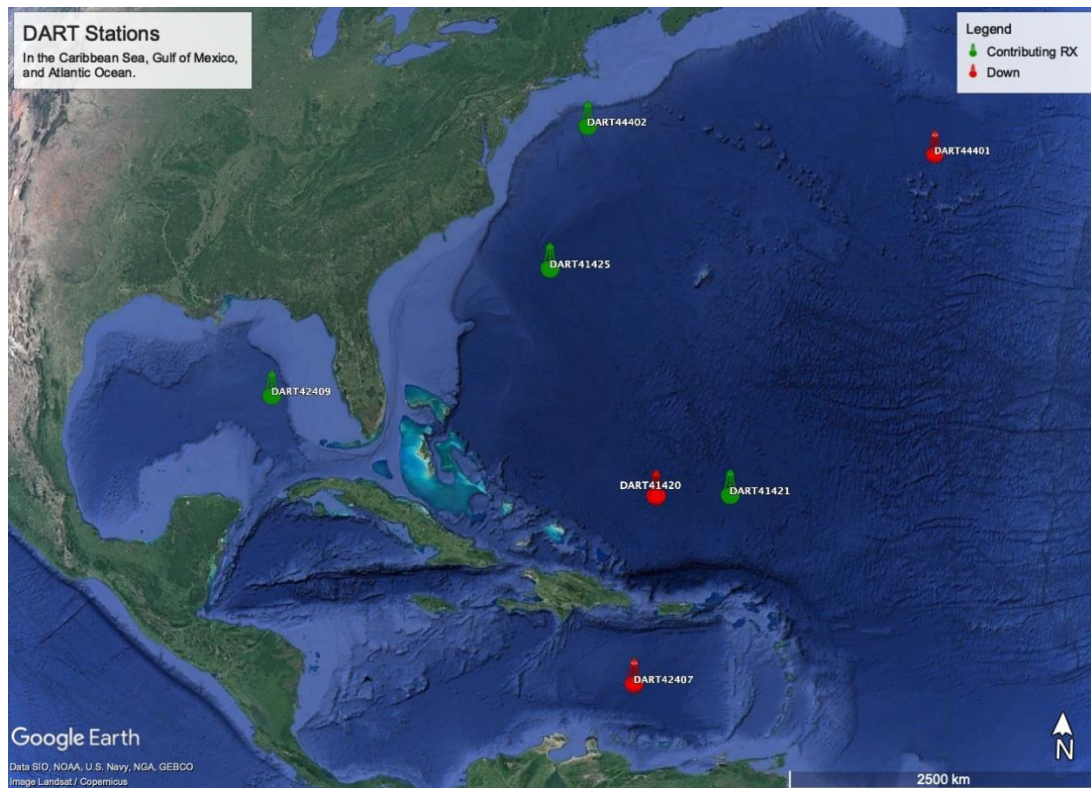 DART Stations
In the Caribbean Sea, Gulf of Mexico,
and Atlantic Ocean.
Legend
Contributing RX
Down
DART44402
DART44401
DART41425
DART42409
DART41420
DART41421
DART42407
Google Earth
Data SIO, NOAA, U.S. Navy, NGA, GEBCO
Image Landsat / Copernicus
N
2500 km